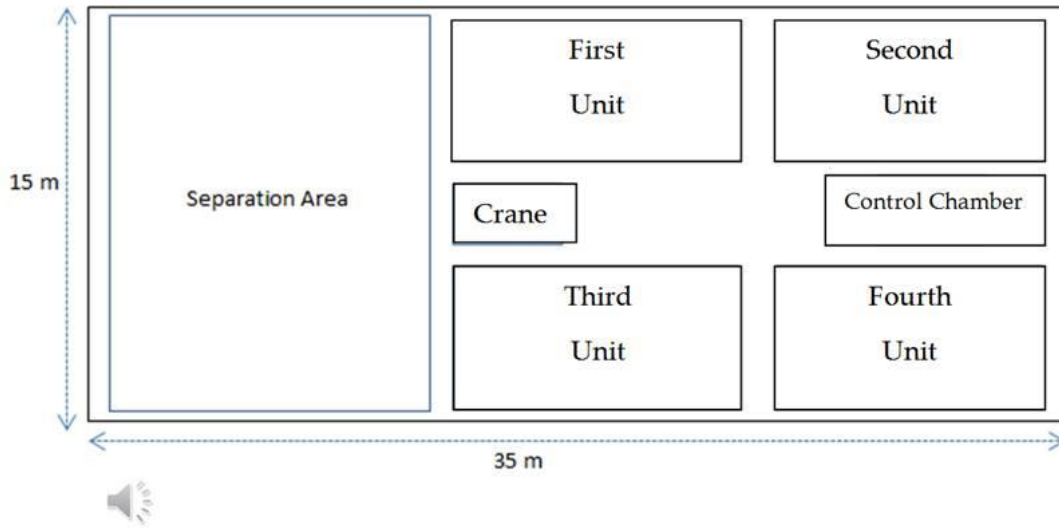 First
Unit
Second
Unit
15 m
Separation Area
Crane
Control Chamber
Third
Unit
Fourth
Unit
35 m